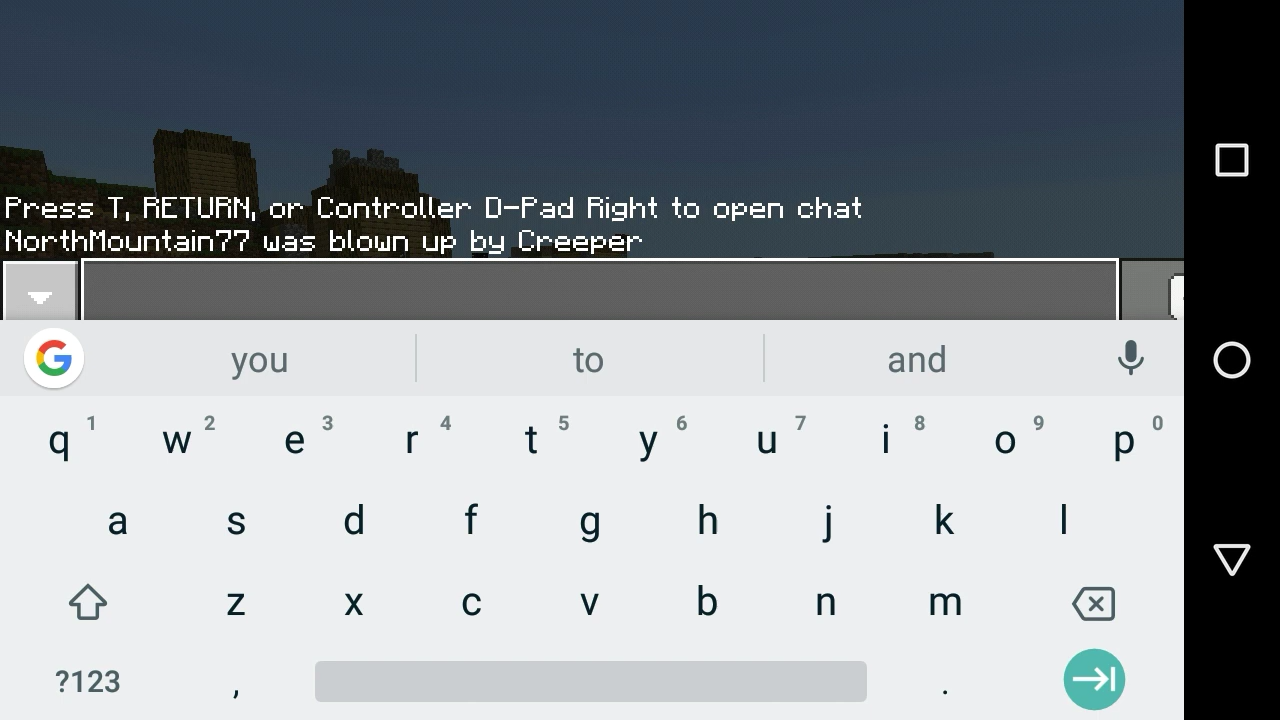 Press T, RETURN, or Controller D-Pad Right to open chat
NorthMountain77 was blown up by Creeper
G you to and
q 1 w 2 e 3 r 4 t 5 y 6 u 7 i 8 o 9 p 0
a s d f g h j k l
z x c v b n m
?123 , .